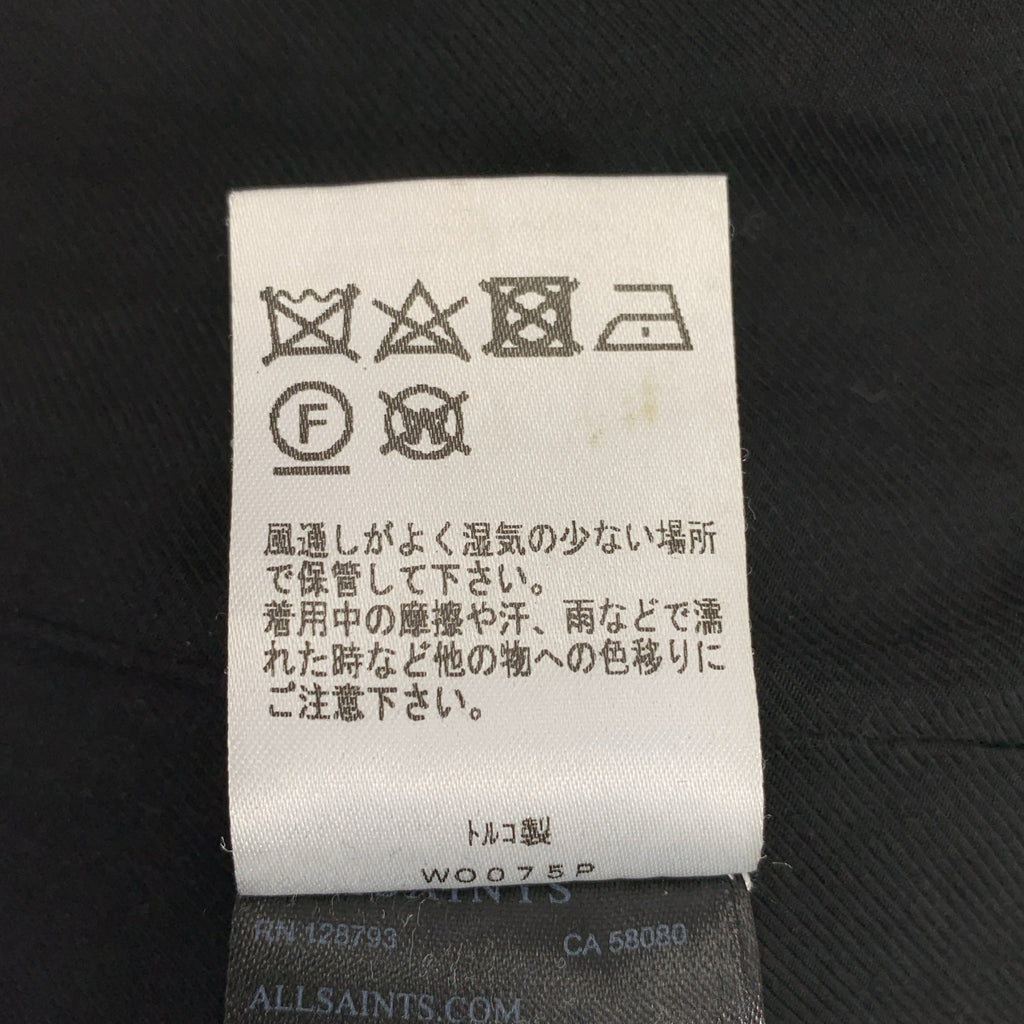 F W
風通しがよく湿気の少ない場所
で保管して下さい。
着用中の摩擦や汗、雨などで濡
れた時など他の物への色移りに
ご注意下さい。
トルコ製
WO075P
RN 128793 CA 58080
ALLSAINTS.COM